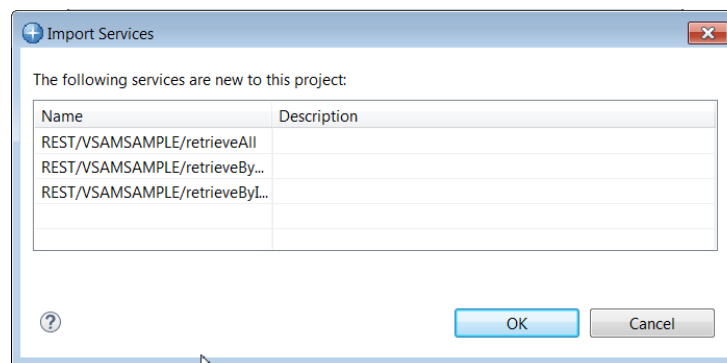 Import Services
The following services are new to this project:
Name Description
REST/VSAMSAMPLE/retrieveAll
REST/VSAMSAMPLE/retrieveBy...
REST/VSAMSAMPLE/retrieveByI...
? OK Cancel